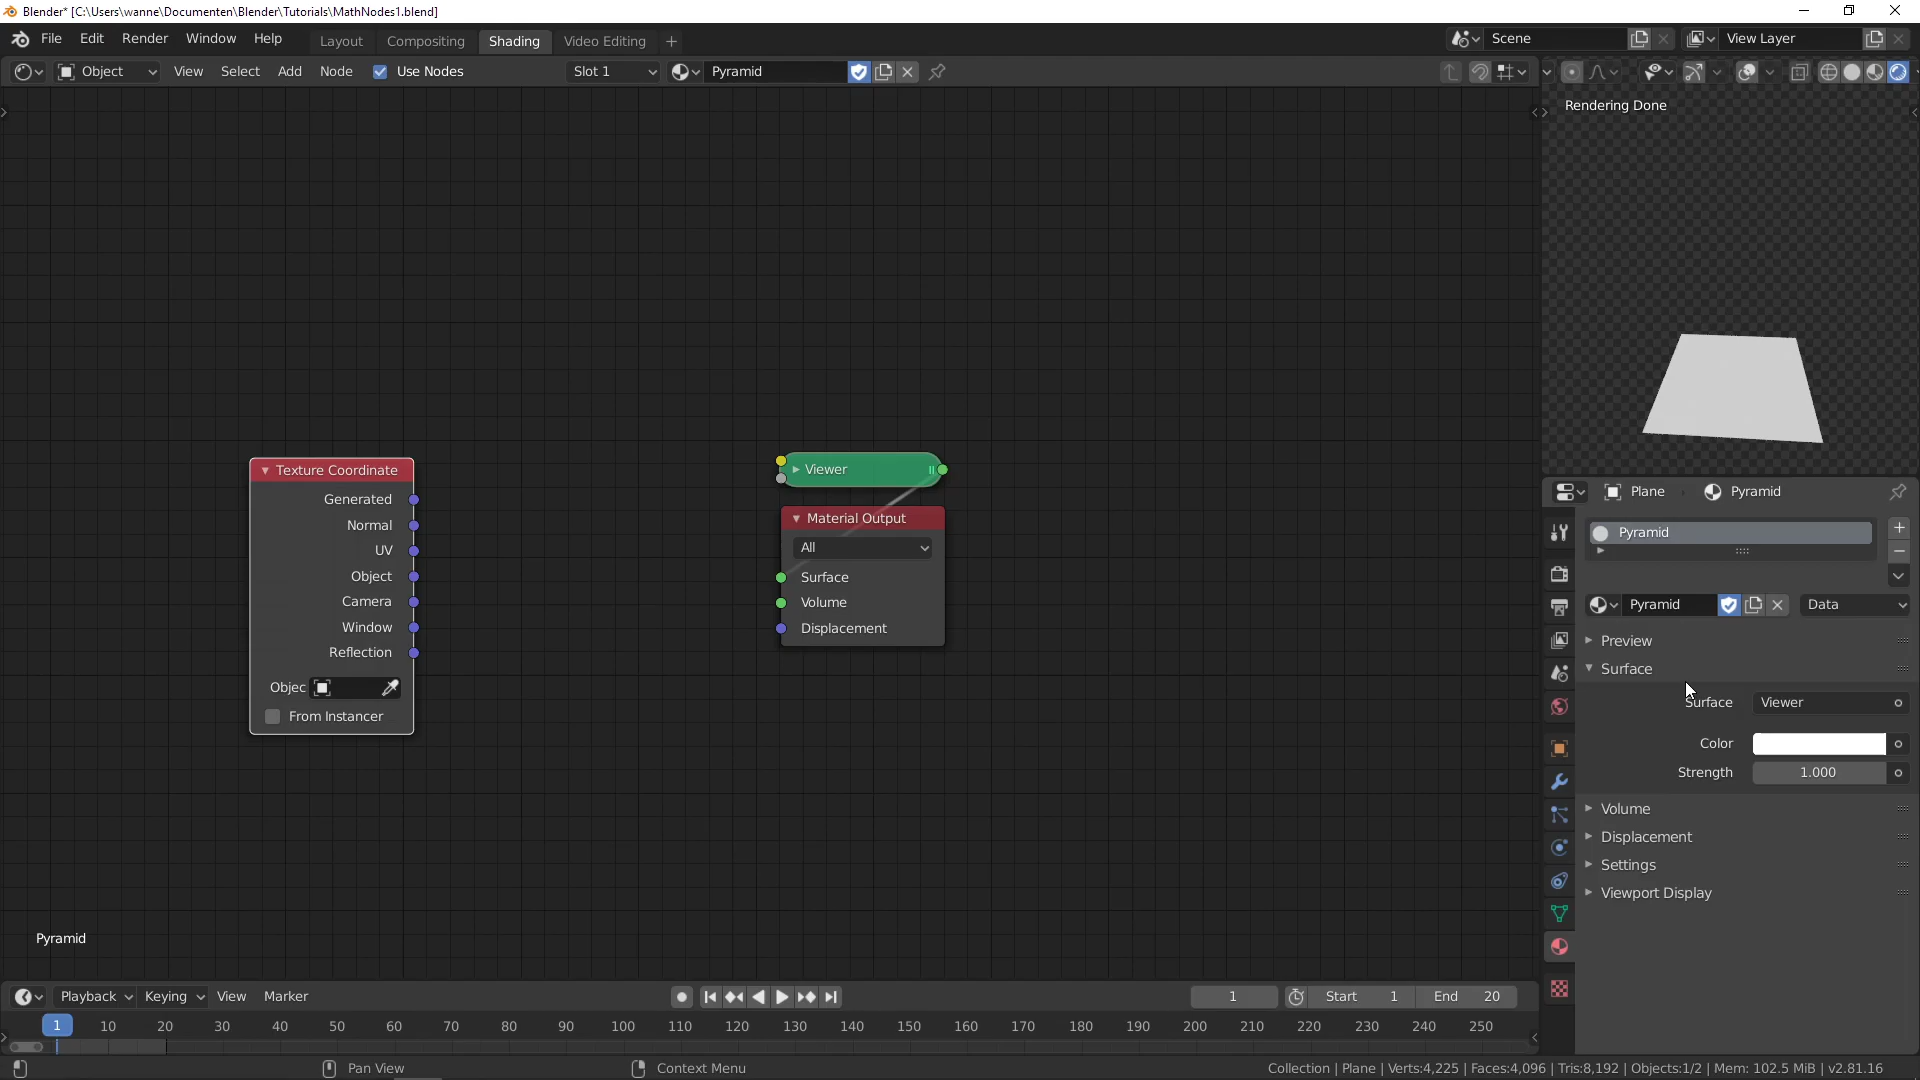 Blender* [C:\Users\wanne\Documenten\Blender\Tutorials\MathNodes1.blend]
File Edit Render Window Help Layout Compositing Shading Video Editing + Scene View Layer
Object View Select Add Node Use Nodes Slot 1 Pyramid
Rendering Done
Texture Coordinate
Generated
Normal
UV
Object
Camera
Window
Reflection
Objec
From Instancer
Viewer
Material Output
All
Surface
Volume
Displacement
Pyramid
Plane Pyramid
Pyramid
Pyramid Data
Preview
Surface
Surface Viewer
Color
Strength 1.000
Volume
Displacement
Settings
Viewport Display
Playback Keying View Marker 1 Start 1 End 20
1 10 20 30 40 50 60 70 80 90 100 110 120 130 140 150 160 170 180 190 200 210 220 230 240 250
Pan View Context Menu Collection | Plane | Verts:4,225 | Faces:4,096 | Tris:8,192 | Objects:1/2 | Mem: 102.5 MiB | v2.81.16